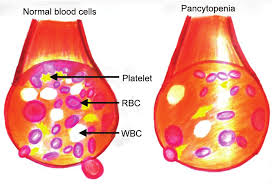 Normal blood cells
Pancytopenia
Platelet
RBC
WBC